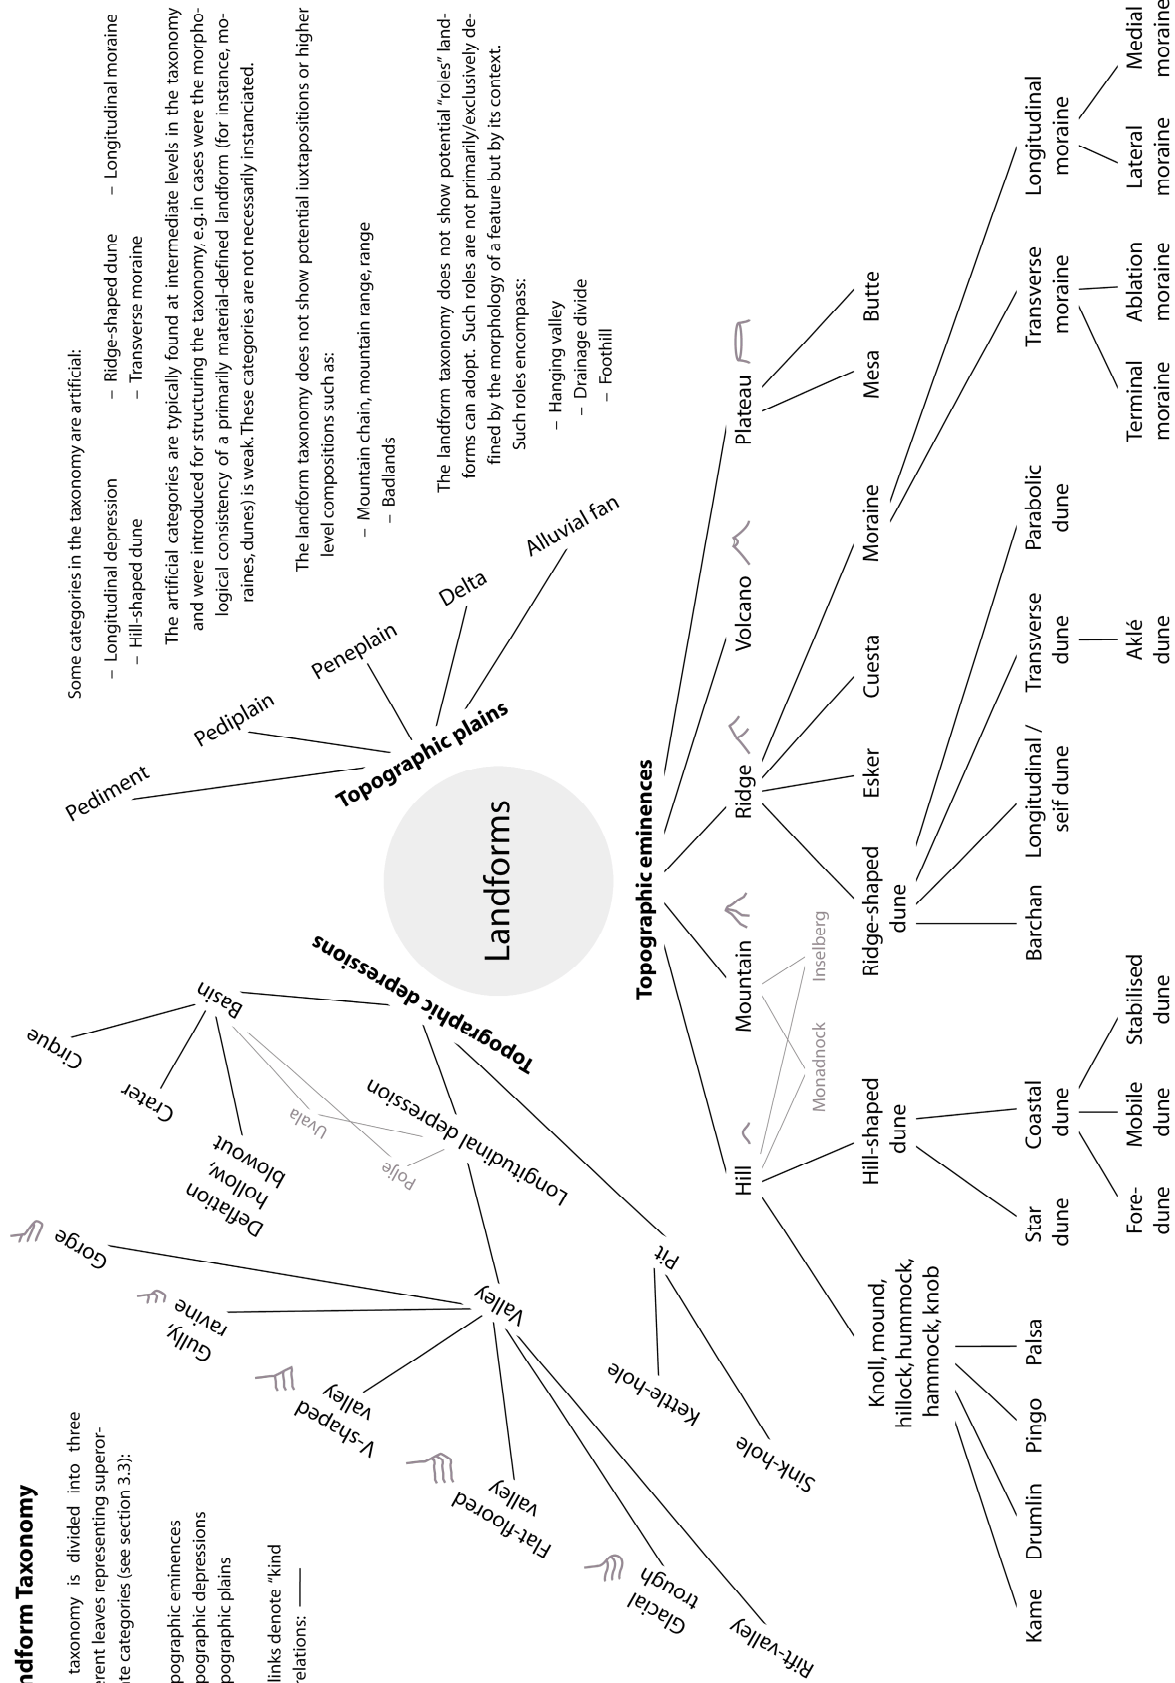 ndform Taxonomy
taxonomy is divided into three
erent leaves representing superor-
te categories (see section 3.3):
pographic eminences
pographic depressions
pographic plains
links denote “kind
relations:
Some categories in the taxonomy are artificial:
– Longitudinal depression
– Ridge-shaped dune
– Longitudinal moraine
– Hill-shaped dune
– Transverse moraine
The artificial categories are typically found at intermediate levels in the taxonomy
and were introduced for structuring the taxonomy, e.g. in cases were the morpho-
logical consistency of a primarily material-defined landform (for instance, mo-
raines, dunes) is weak. These categories are not necessarily instanciated.
The landform taxonomy does not show potential iuxtapositions or higher
level compositions such as:
– Mountain chain, mountain range, range
– Badlands
The landform taxonomy does not show potential “roles” land-
forms can adopt. Such roles are not primarily/exclusively de-
fined by the morphology of a feature but by its context.
Such roles encompass:
– Hanging valley
– Drainage divide
– Foothill
Landforms
Topographic plains
Pediment
Pediplain
Peneplain
Delta
Alluvial fan
Topographic depressions
Basin
Cirque
Crater
Deflation
hollow,
blowout
Uvala
Polje
Longitudinal depression
Valley
Gorge
Gully,
ravine
V-shaped
valley
Flat-floored
valley
Glacial
trough
Rift-valley
Pit
Kettle-hole
Sink-hole
Topographic eminences
Hill
Mountain
Ridge
Volcano
Plateau
Monadnock
Inselberg
Knoll, mound,
hillock, hummock,
hammock, knob
Hill-shaped
dune
Ridge-shaped
dune
Esker
Cuesta
Moraine
Mesa
Butte
Kame
Drumlin
Pingo
Palsa
Star
dune
Coastal
dune
Barchan
Longitudinal /
seif dune
Transverse
dune
Parabolic
dune
Transverse
moraine
Longitudinal
moraine
Fore-
dune
Mobile
dune
Stabilised
dune
Aklé
dune
Terminal
moraine
Ablation
moraine
Lateral
moraine
Medial
moraine